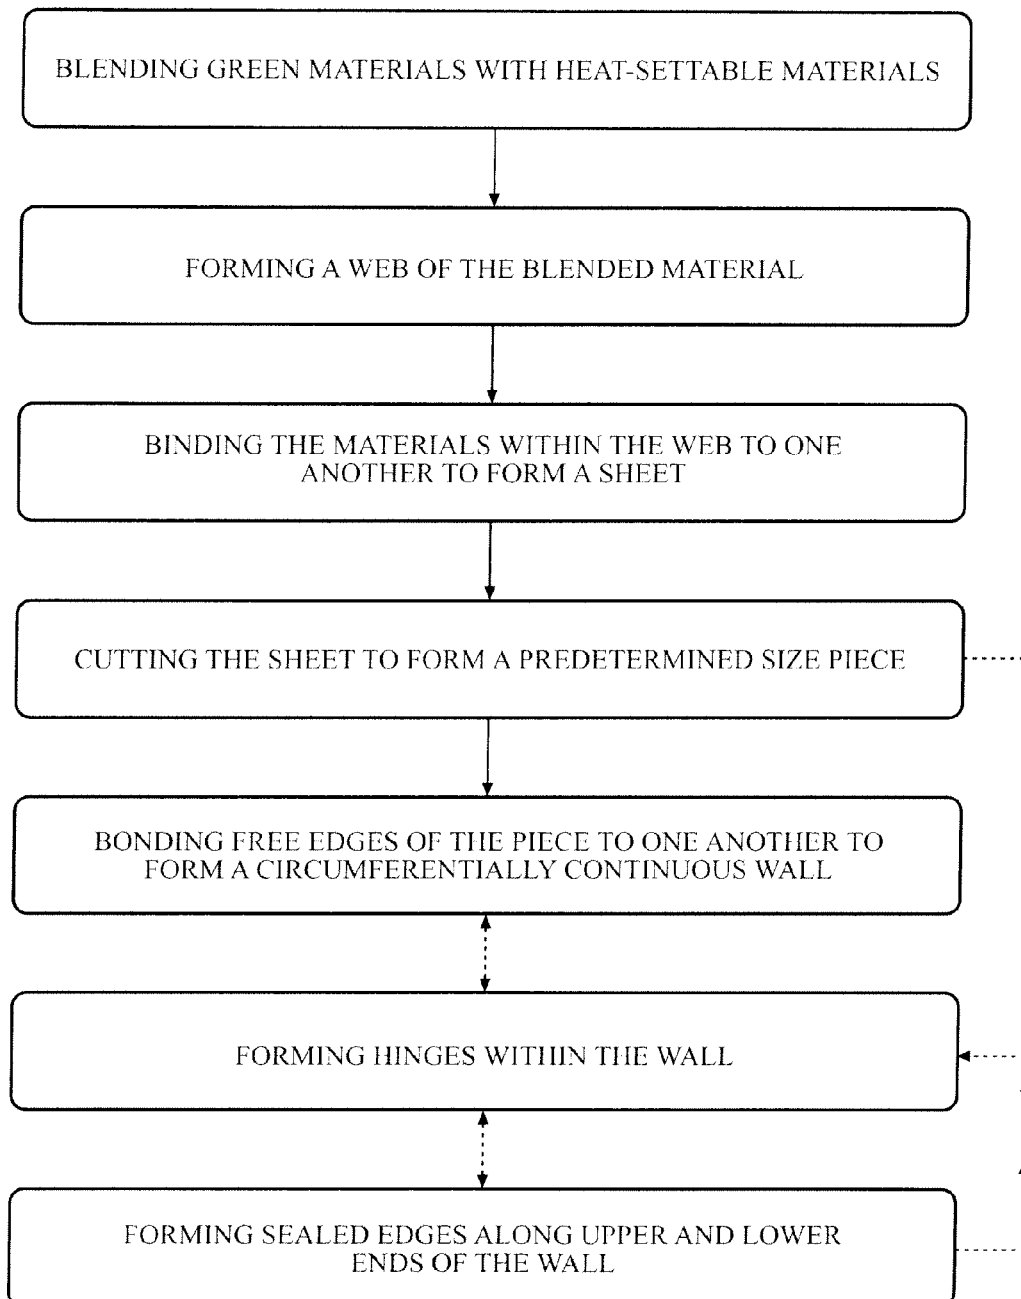 BLENDING GREEN MATERIALS WITH HEAT-SETTABLE MATERIALS
FORMING A WEB OF THE BLENDED MATERIAL
BINDING THE MATERIALS WITHIN THE WEB TO ONE
ANOTHER TO FORM A SHEET
CUTTING THE SHEET TO FORM A PREDETERMINED SIZE PIECE
BONDING FREE EDGES OF THE PIECE TO ONE ANOTHER TO
FORM A CIRCUMFERENTIALLY CONTINUOUS WALL
FORMING HINGES WITHIN THE WALL
FORMING SEALED EDGES ALONG UPPER AND LOWER
ENDS OF THE WALL